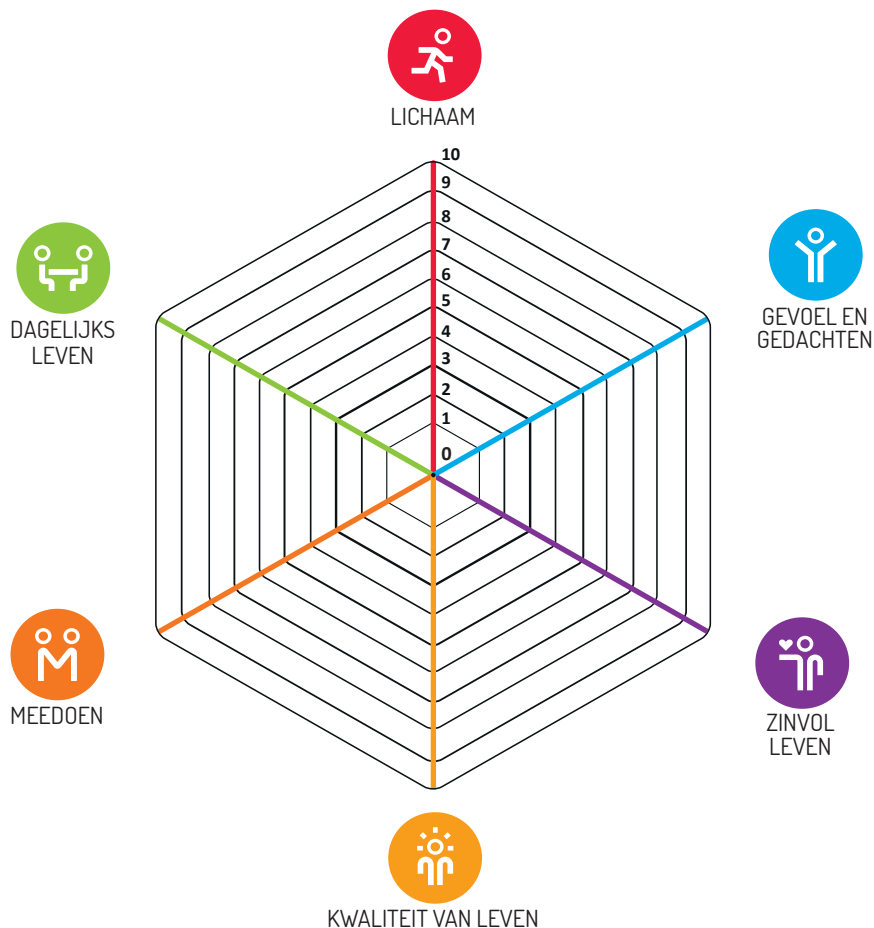 LICHAAM
10
9
8
7
6
5
4
3
2
1
0
GEVOEL EN
GEDACHTEN
ZINVOL
LEVEN
KWALITEIT VAN LEVEN
MEEDOEN
DAGELIJKS
LEVEN